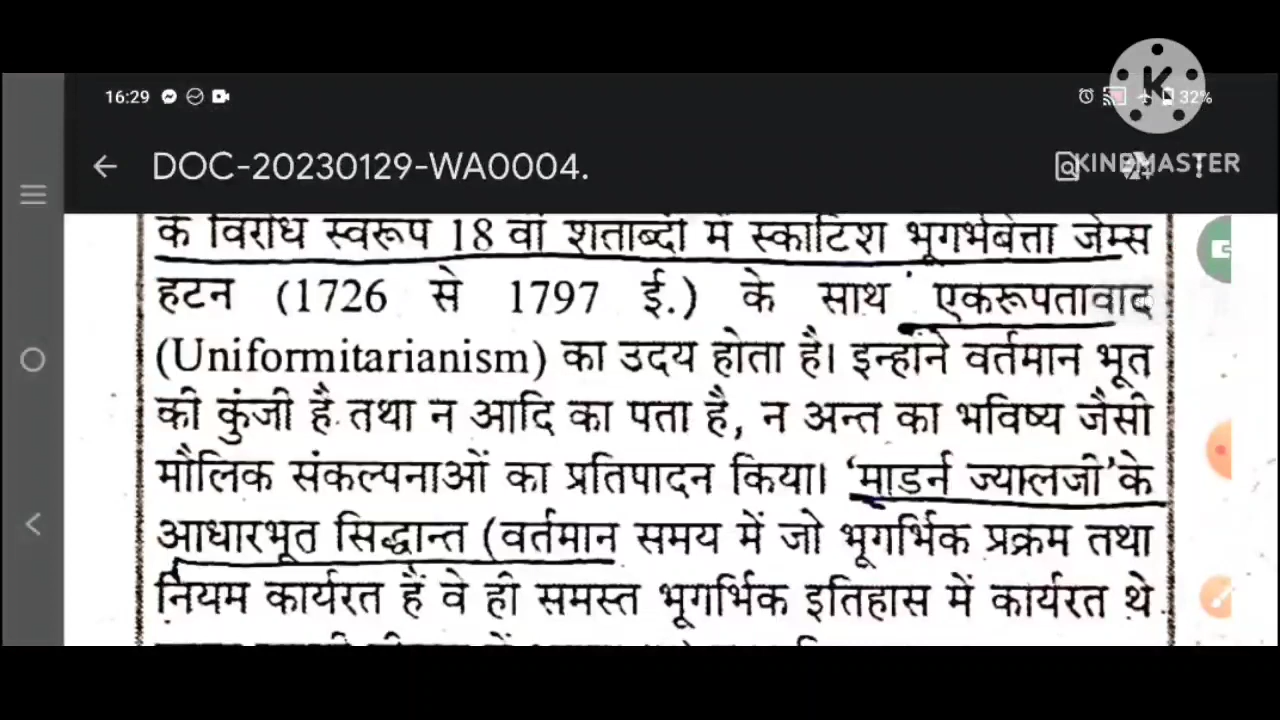 16:29
32%
DOC-20230129-WA0004.
KINEMASTER
के विरोध स्वरूप 18 वीं शताब्दी में स्काटिश भूगर्भवेत्ता जेम्स
हटन (1726 से 1797 ई.) के साथ एकरूपतावाद
(Uniformitarianism) का उदय होता है। इन्होंने वर्तमान भूत
की कुंजी है तथा न आदि का पता है, न अन्त का भविष्य जैसी
मौलिक संकल्पनाओं का प्रतिपादन किया। 'माडर्न ज्यालजी' के
आधारभूत सिद्धान्त (वर्तमान समय में जो भूगर्भिक प्रक्रम तथा
नियम कार्यरत हैं वे ही समस्त भूगर्भिक इतिहास में कार्यरत थे